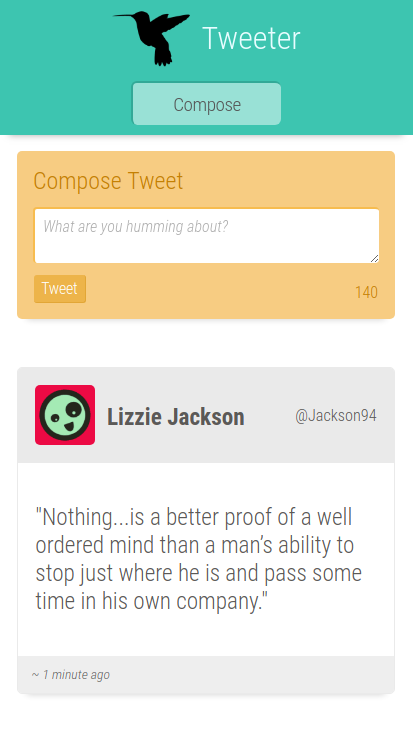 Tweeter
Compose
Compose Tweet
What are you humming about?
Tweet
140
Lizzie Jackson
@Jackson94
"Nothing...is a better proof of a well
ordered mind than a man’s ability to
stop just where he is and pass some
time in his own company."
~ 1 minute ago